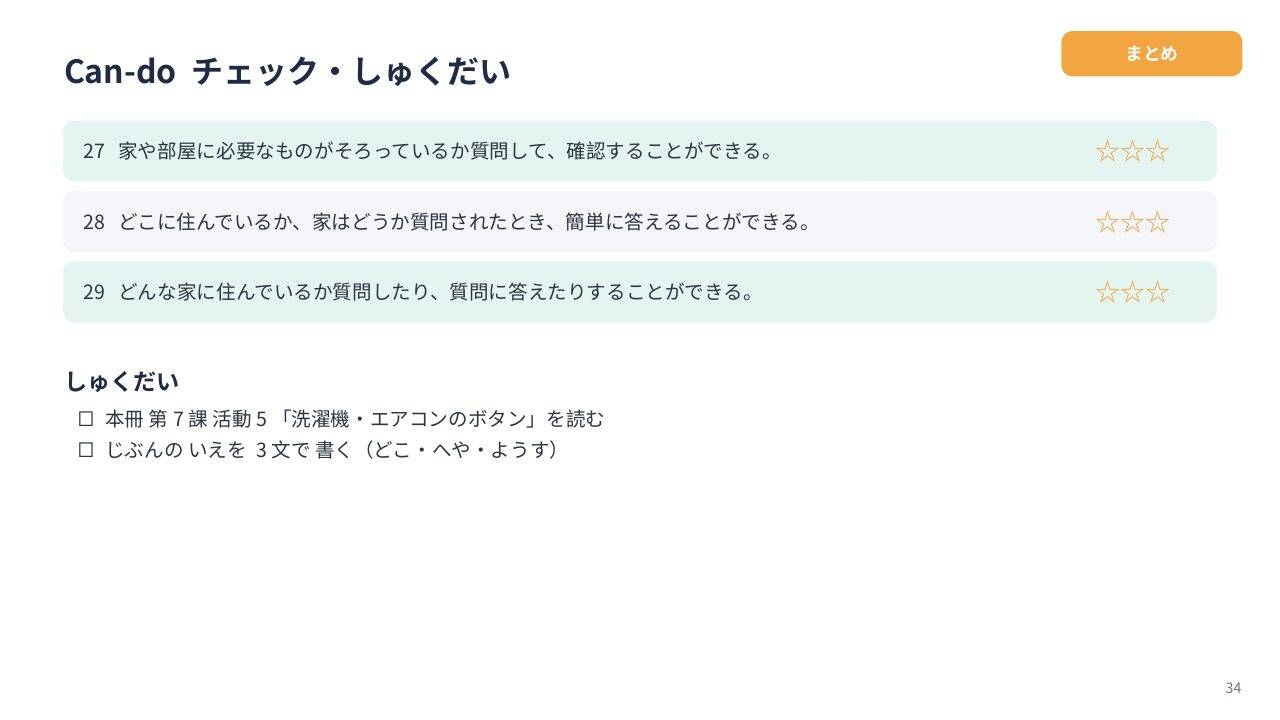 Can-do チェック・しゅくだい
まとめ
27 家や部屋に必要なものがそろっているか質問して、確認することができる。 ☆☆☆
28 どこに住んでいるか、家はどうか質問されたとき、簡単に答えることができる。 ☆☆☆
29 どんな家に住んでいるか質問したり、質問に答えたりすることができる。 ☆☆☆
しゅくだい
☐ 本冊 第 7 課 活動 5 「洗濯機・エアコンのボタン」を読む
☐ じぶんの いえを 3 文で 書く（どこ・へや・ようす）
34